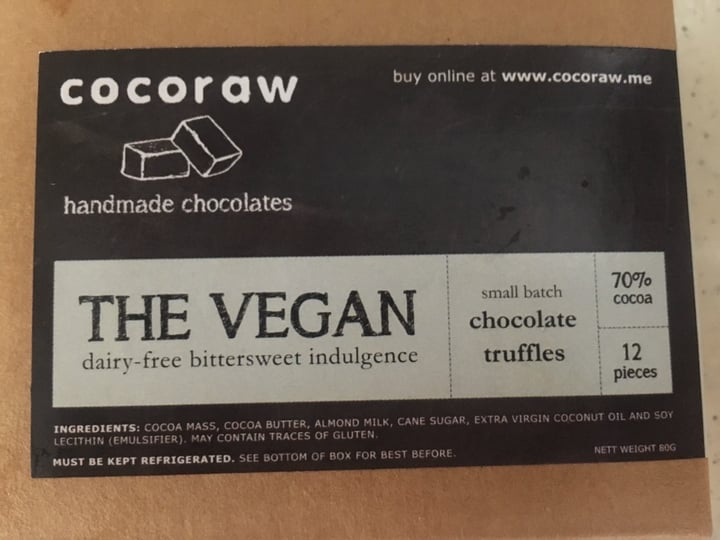 cocoraw
buy online at www.cocoraw.me
handmade chocolates
THE VEGAN
dairy-free bittersweet indulgence
small batch
chocolate
truffles
70%
cocoa
12
pieces
INGREDIENTS: COCOA MASS, COCOA BUTTER, ALMOND MILK, CANE SUGAR, EXTRA VIRGIN COCONUT OIL AND SOY
LECITHIN (EMULSIFIER). MAY CONTAIN TRACES OF GLUTEN.
MUST BE KEPT REFRIGERATED. SEE BOTTOM OF BOX FOR BEST BEFORE.
NETT WEIGHT 80G